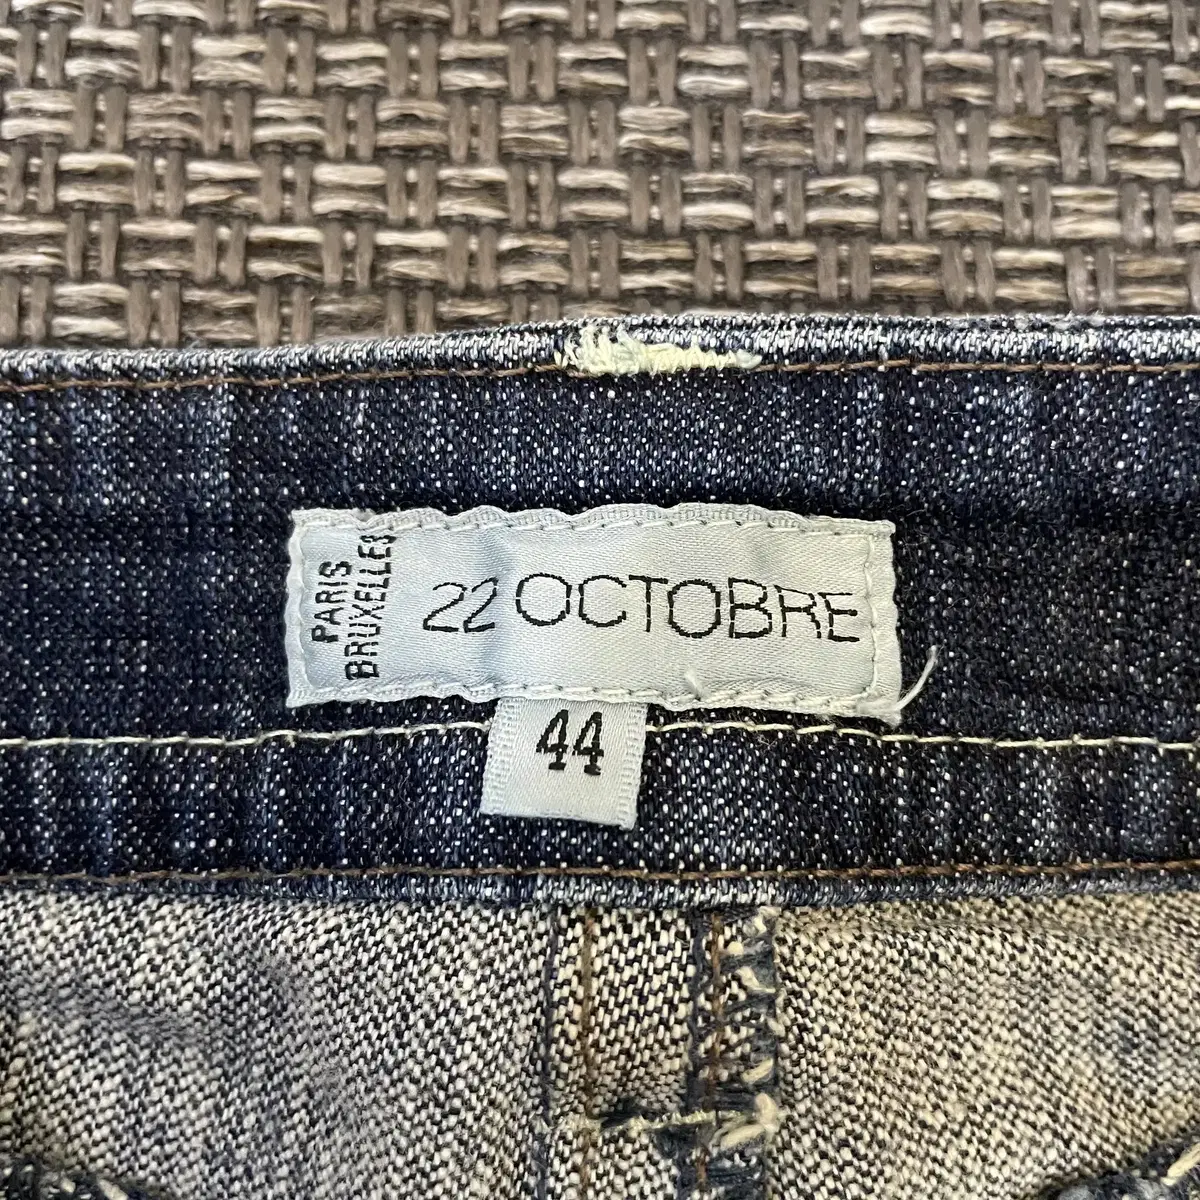 PARIS
BRUXELLES
22 OCTOBRE
44